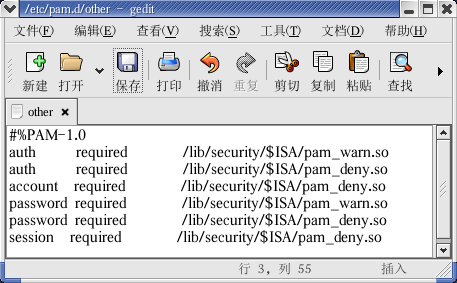 /etc/pam.d/other - gedit
文件(F) 编辑(E) 查看(V) 搜索(S) 工具(T) 文档(D) 帮助(H)
新建 打开 保存 打印 撤消 重复 剪切 复制 粘贴 查找
other
#%PAM-1.0
auth required /lib/security/$ISA/pam_warn.so
auth required /lib/security/$ISA/pam_deny.so
account required /lib/security/$ISA/pam_deny.so
password required /lib/security/$ISA/pam_warn.so
password required /lib/security/$ISA/pam_deny.so
session required /lib/security/$ISA/pam_deny.so
行 3, 列 55 插入